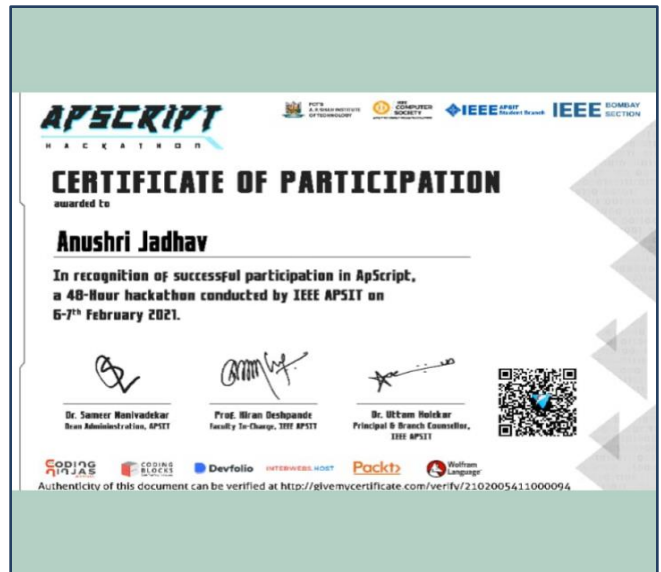 APSCRIPT
HACKATHON
A.P. SHAH INSTITUTE
OF TECHNOLOGY
IEEE
COMPUTER
SOCIETY
IEEE APSIT
Student Branch
IEEE BOMBAY
SECTION
CERTIFICATE OF PARTICIPATION
awarded to
Anushri Jadhav
In recognition of successful participation in ApScript,
a 48-Hour hackathon conducted by IEEE APSIT on
6-7th February 2021.
Dr. Sameer Nanivadekar
Dean Administration, APSIT
Prof. Kiran Deshpande
Faculty In-Charge, IEEE APSIT
Dr. Uttam Kolekar
Principal & Branch Counsellor,
IEEE APSIT
CODING
NINJAS
CODING
BLOCKS
Devfolio
INTERWEBS.HOST
Packt>
Wolfram
Language
Authenticity of this document can be verified at http://givemycertificate.com/verify/2102005411000094